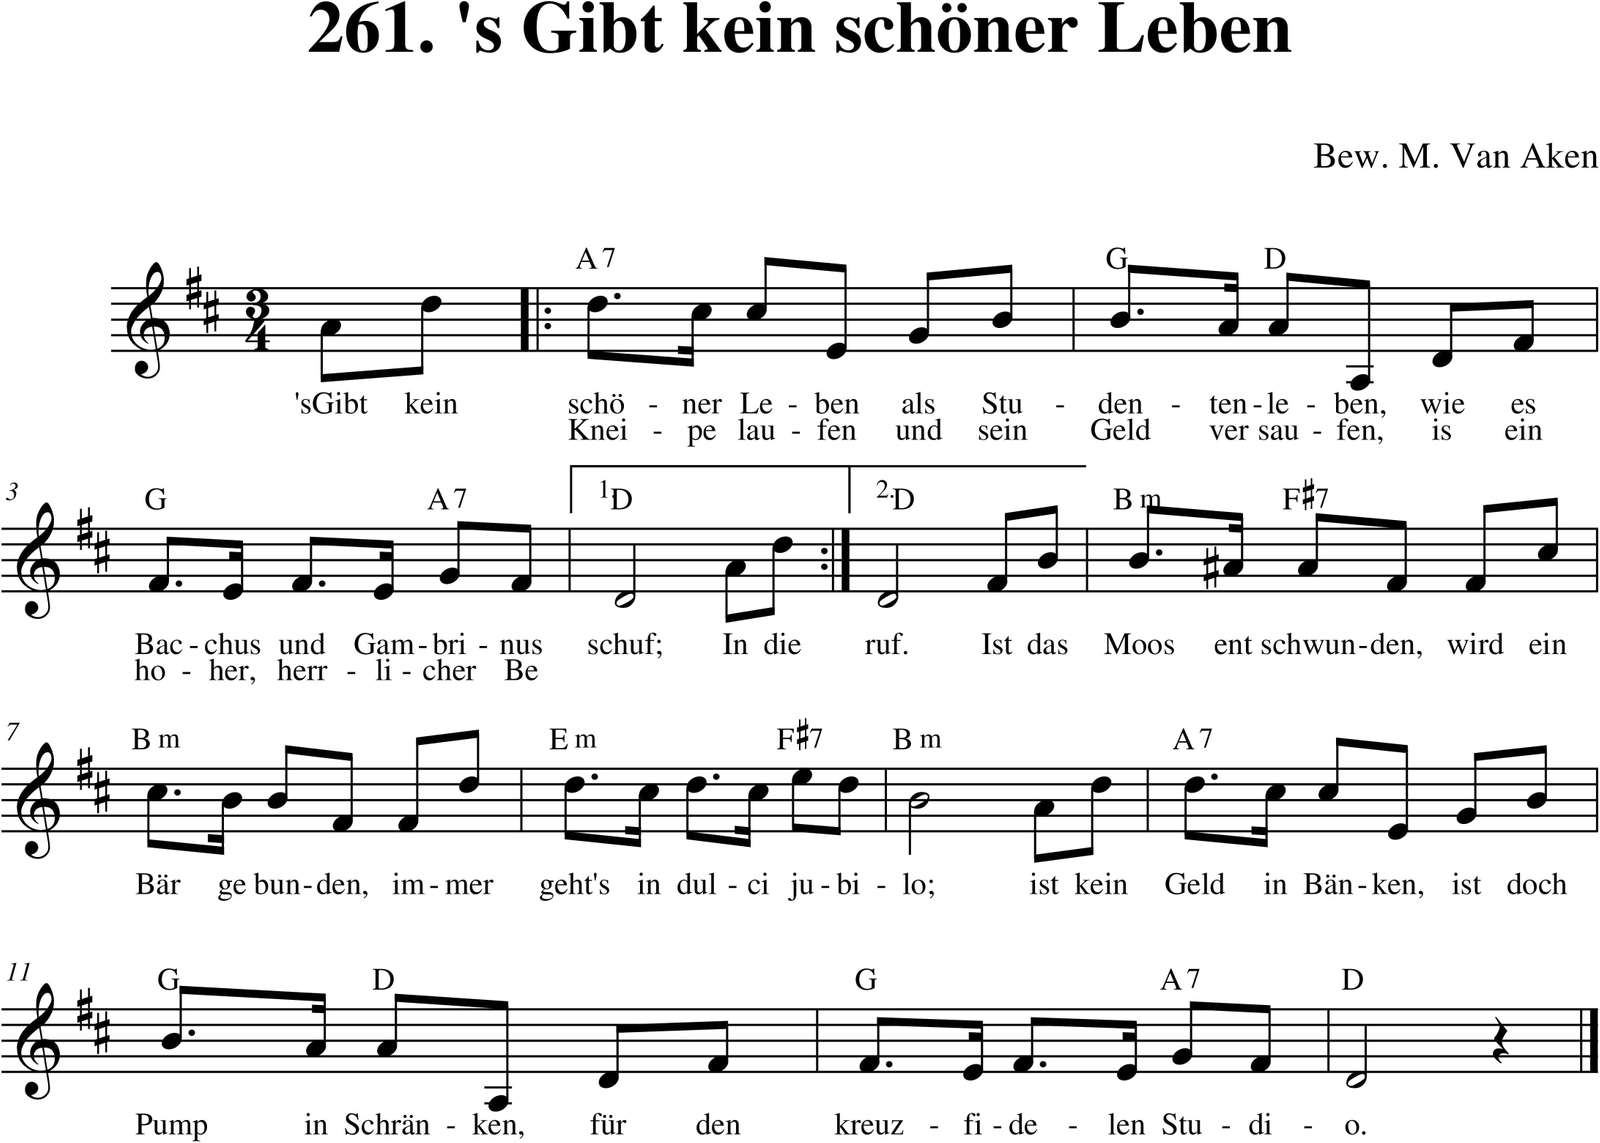 261. 's Gibt kein schöner Leben
Bew. M. Van Aken
A 7 G D
3
4
'sGibt kein schö - ner Le - ben als Stu - den - ten - le - ben, wie es
Knei - pe lau - fen und sein Geld ver sau - fen, is ein
3
G A 7 1. D 2. D B m F♯7
Bac - chus und Gam - bri - nus schuf; In die ruf. Ist das Moos ent schwun - den, wird ein
ho - her, herr - li - cher Be
7
B m E m F♯7 B m A 7
Bär ge bun - den, im - mer geht's in dul - ci ju - bi - lo; ist kein Geld in Bän - ken, ist doch
11
G D G A 7 D
Pump in Schrän - ken, für den kreuz - fi - de - len Stu - di - o.